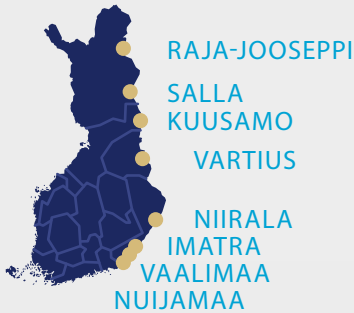 RAJA-JOOSEPPI
SALLA
KUUSAMO
VARTIUS
NIIRALA
IMATRA
VAALIMAA
NUIJAMAA